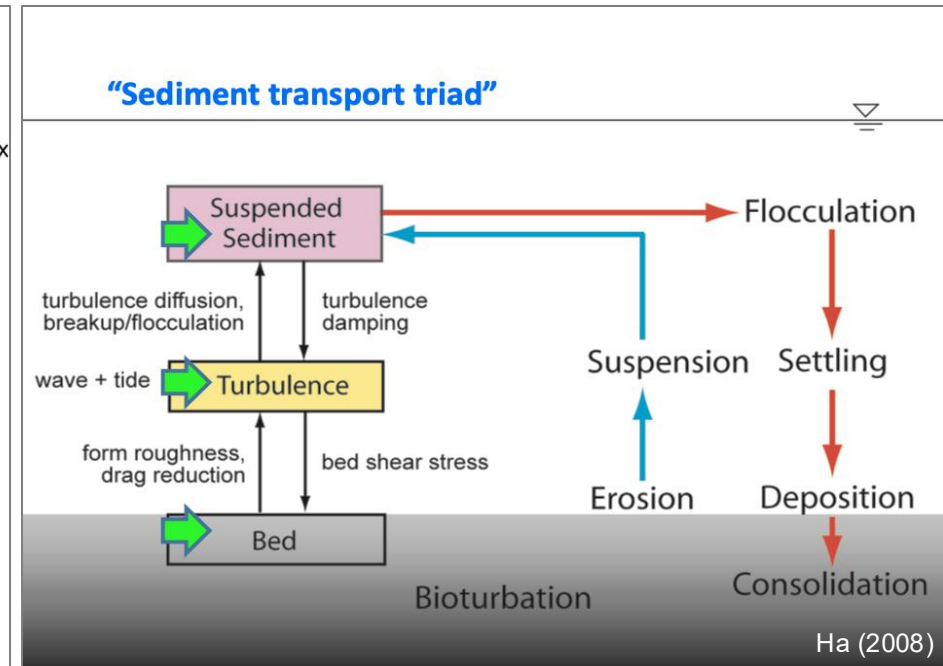 “Sediment transport triad”
x
Suspended
Sediment
Flocculation
turbulence diffusion,
breakup/flocculation
turbulence
damping
wave + tide
Turbulence
Suspension
Settling
form roughness,
drag reduction
bed shear stress
Erosion
Deposition
Bed
Bioturbation
Consolidation
Ha (2008)